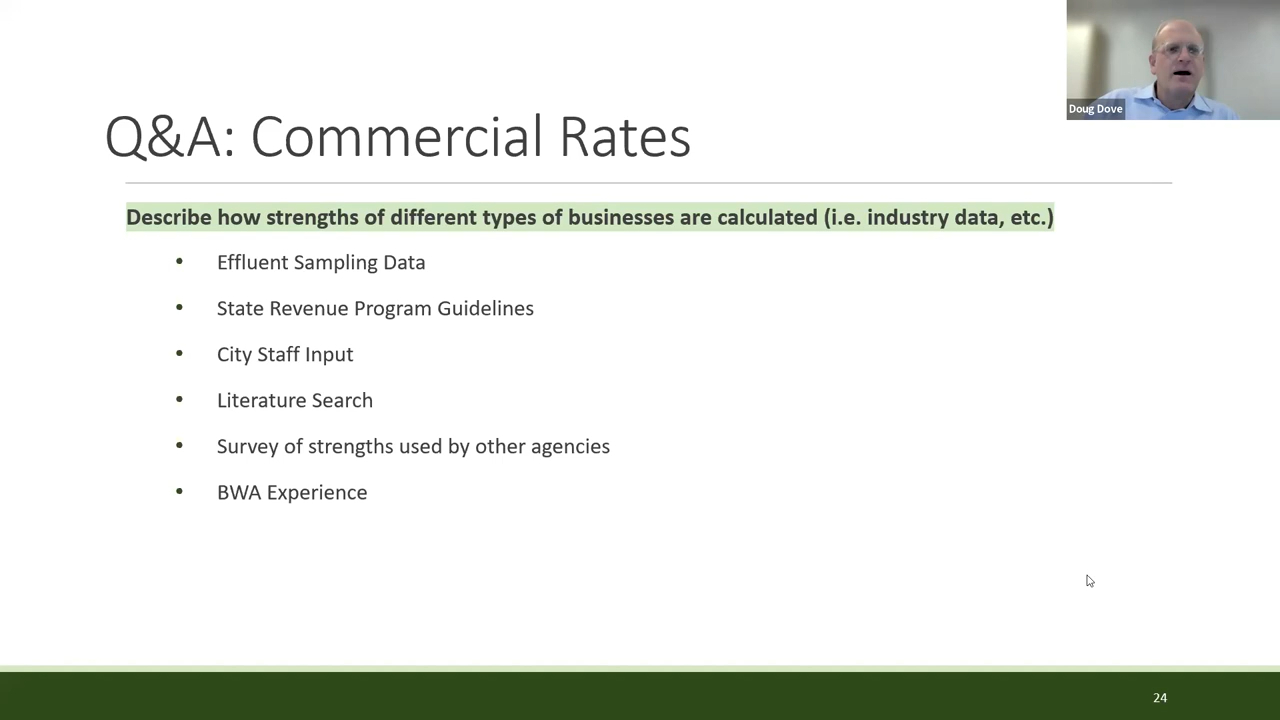 Doug Dove
Q&A: Commercial Rates
Describe how strengths of different types of businesses are calculated (i.e. industry data, etc.)
• Effluent Sampling Data
• State Revenue Program Guidelines
• City Staff Input
• Literature Search
• Survey of strengths used by other agencies
• BWA Experience
24